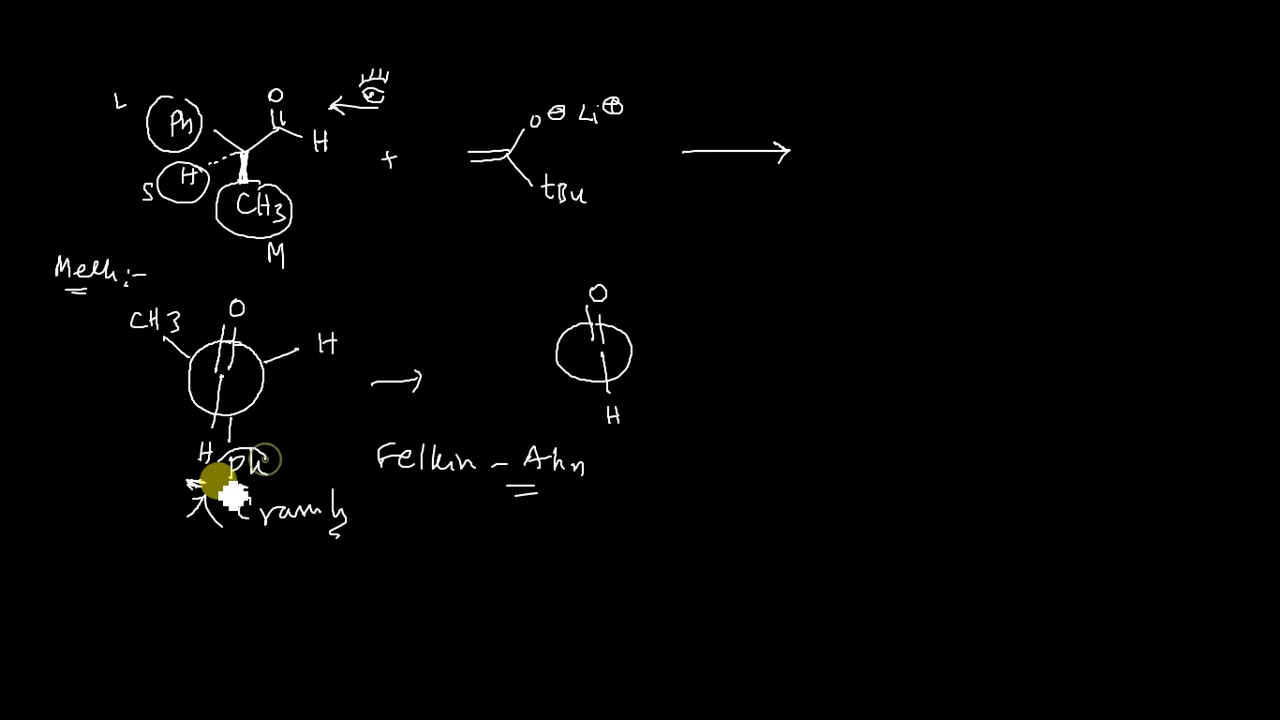 L Ph O H
S H CH3 M
+ O⊖ Li⊕ tBu
Mech :-
CH3 O H H Ph
O H
Felkin - Ahn